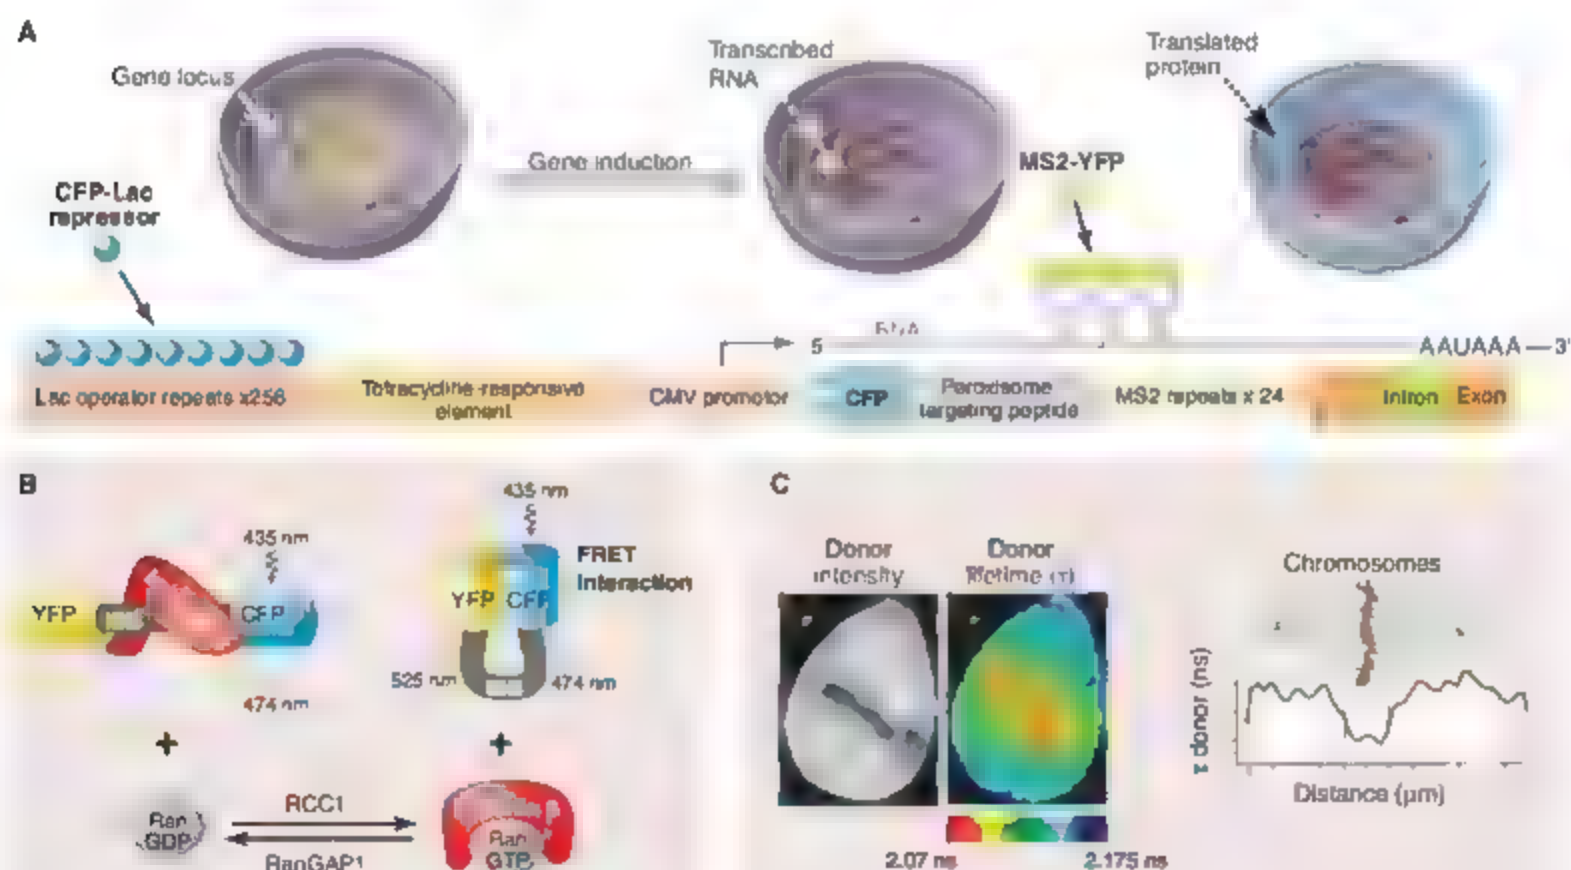 A
Gene locus
Transcribed
RNA
Translated
protein
Gene induction
MS2-YFP
CFP-Lac
repressor
5
RNA
AAUAAA — 3'
Lac operator repeats x256
Tetracycline-responsive
element
CMV promotor
CFP
Peroxisome
targeting peptide
MS2 repeats x 24
Intron
Exon
B
435 nm
YFP
CFP
474 nm
435 nm
FRET
Interaction
YFP
CFP
525 nm
474 nm
+
+
Ran
GDP
RCC1
RanGAP1
Ran
GTP
C
Donor
intensity
Donor
lifetime (τ)
2.07 ns
2.175 ns
Chromosomes
τ donor (ns)
Distance (µm)